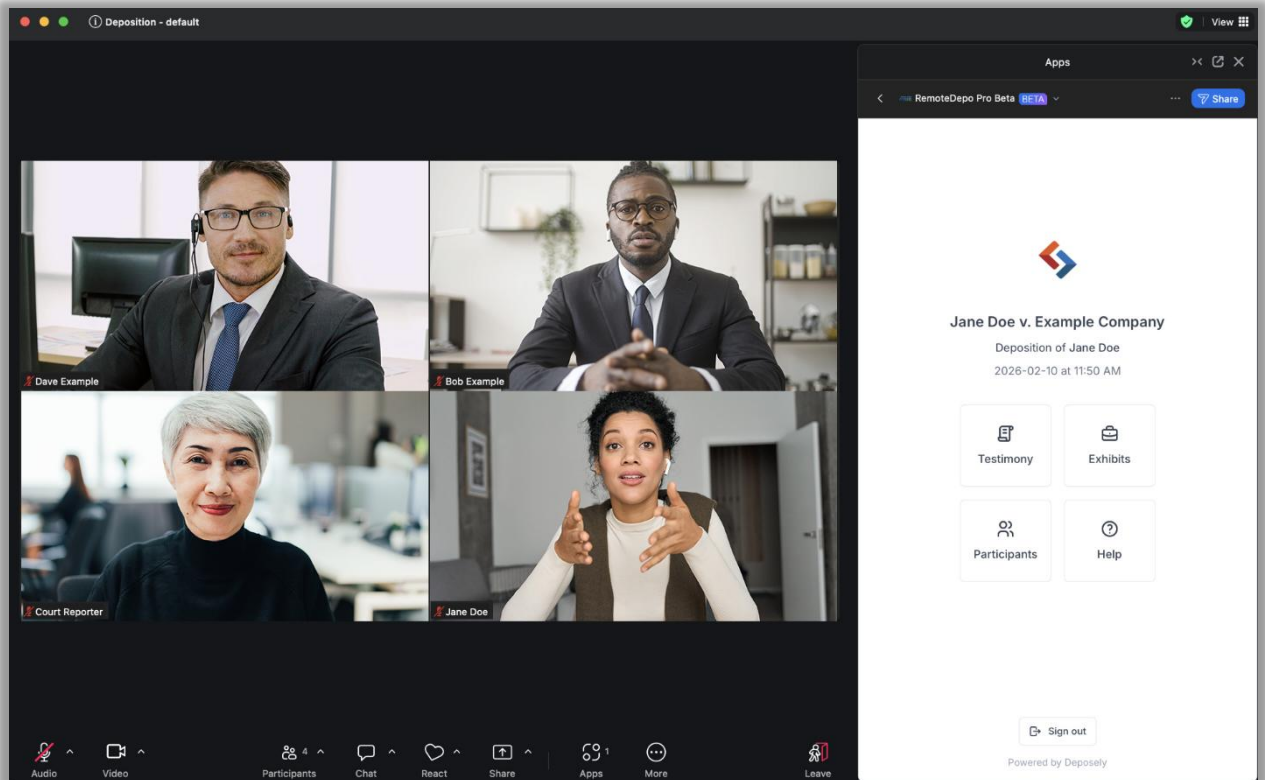 Deposition - default
View
Apps
RemoteDepo Pro Beta BETA
Share
Dave Example
Bob Example
Court Reporter
Jane Doe
Jane Doe v. Example Company
Deposition of Jane Doe
2026-02-10 at 11:50 AM
Testimony
Exhibits
Participants
Help
Sign out
Powered by Deposely
Audio
Video
4
Participants
Chat
React
Share
1
Apps
More
Leave